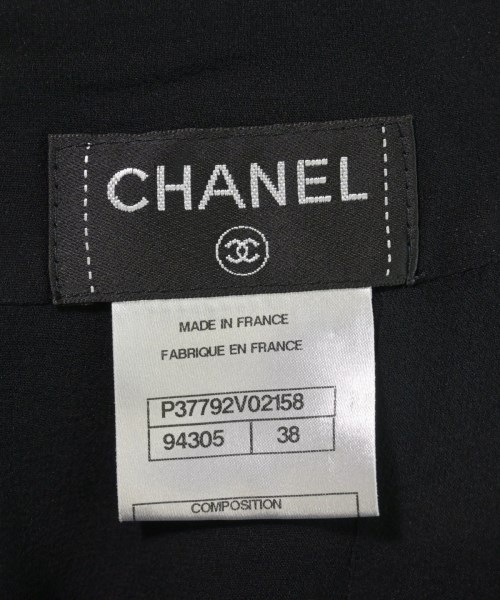 CHANEL
MADE IN FRANCE
FABRIQUE EN FRANCE
P37792V02158
94305 38
COMPOSITION